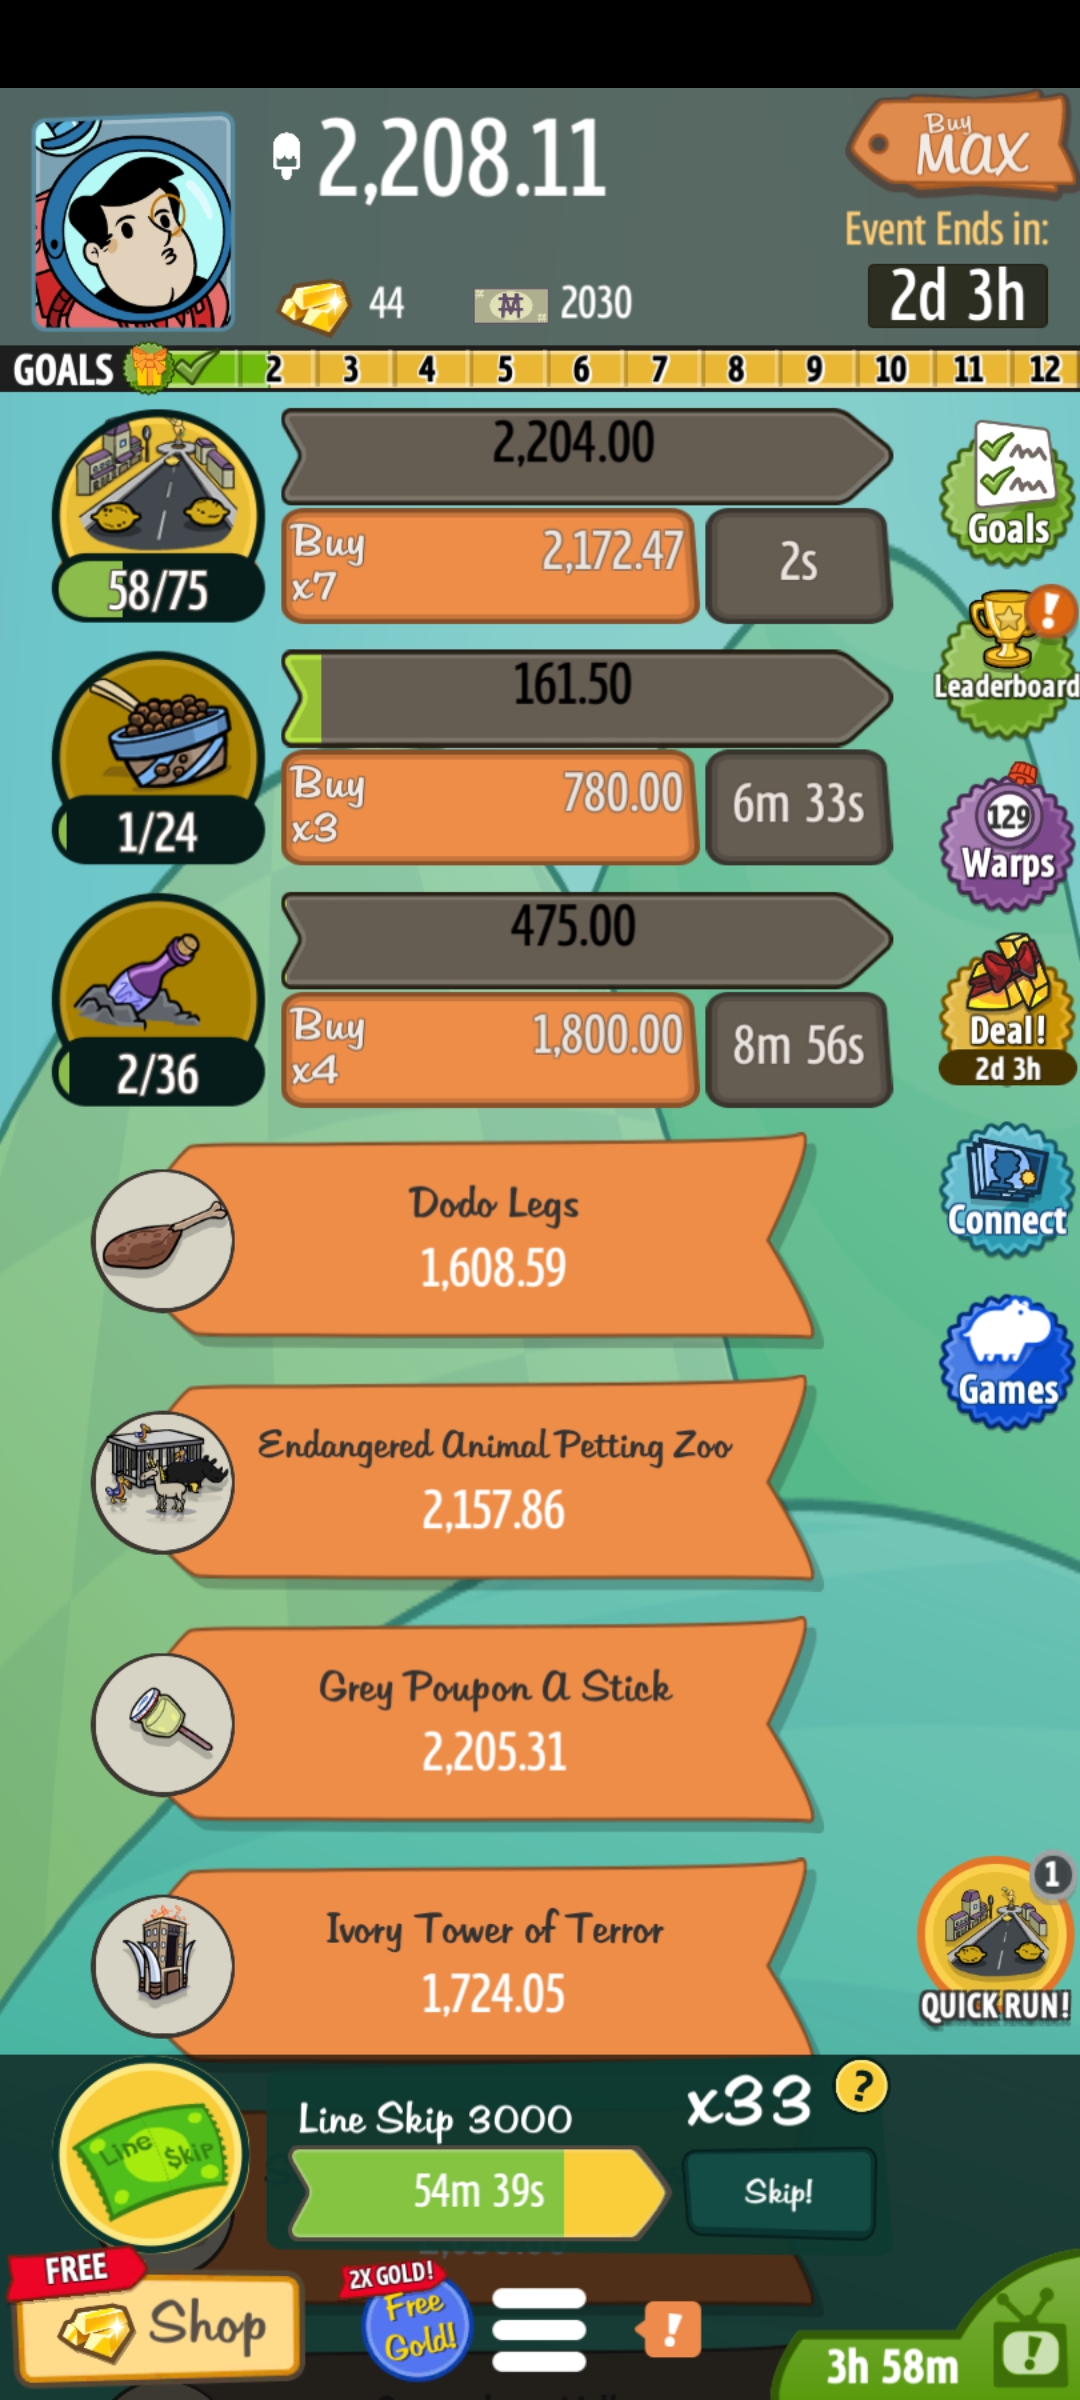 2,208.11
Buy
MAX
Event Ends in:
44
2030
2d 3h
GOALS
2
3
4
5
6
7
8
9
10
11
12
2,204.00
58/75
Buy
x7
2,172.47
2s
Goals
161.50
1/24
Buy
x3
780.00
6m 33s
!
Leaderboard
129
Warps
475.00
2/36
Buy
x4
1,800.00
8m 56s
Deal!
2d 3h
Dodo Legs
1,608.59
Connect
Endangered Animal Petting Zoo
2,157.86
Games
Grey Poupon A Stick
2,205.31
Ivory Tower of Terror
1,724.05
1
QUICK RUN!
Line $kip
Line Skip 3000
x33
?
54m 39s
Skip!
FREE
Shop
2X GOLD!
Free
Gold!
!
3h 58m
!